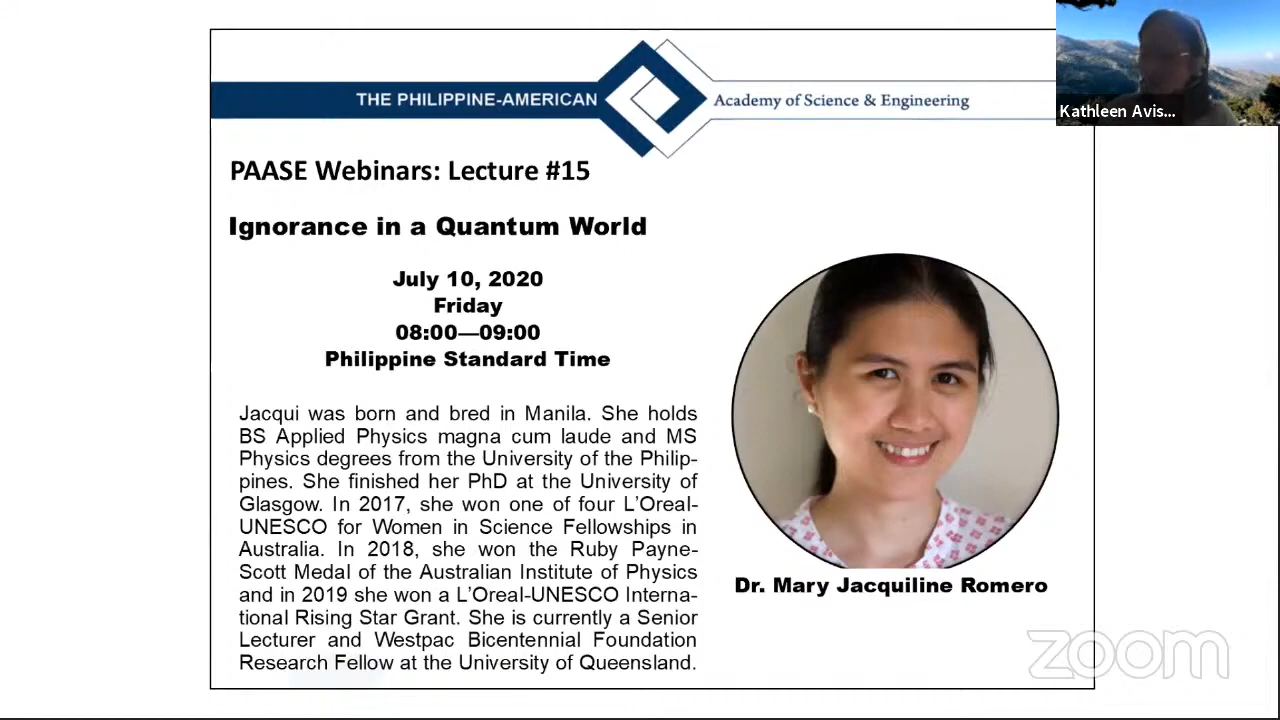 THE PHILIPPINE-AMERICAN
Academy of Science & Engineering
Kathleen Avis...
PAASE Webinars: Lecture #15
Ignorance in a Quantum World
July 10, 2020
Friday
08:00—09:00
Philippine Standard Time
Jacqui was born and bred in Manila. She holds
BS Applied Physics magna cum laude and MS
Physics degrees from the University of the Philip-
pines. She finished her PhD at the University of
Glasgow. In 2017, she won one of four L’Oreal-
UNESCO for Women in Science Fellowships in
Australia. In 2018, she won the Ruby Payne-
Scott Medal of the Australian Institute of Physics
and in 2019 she won a L’Oreal-UNESCO Interna-
tional Rising Star Grant. She is currently a Senior
Lecturer and Westpac Bicentennial Foundation
Research Fellow at the University of Queensland.
Dr. Mary Jacquiline Romero
zoom